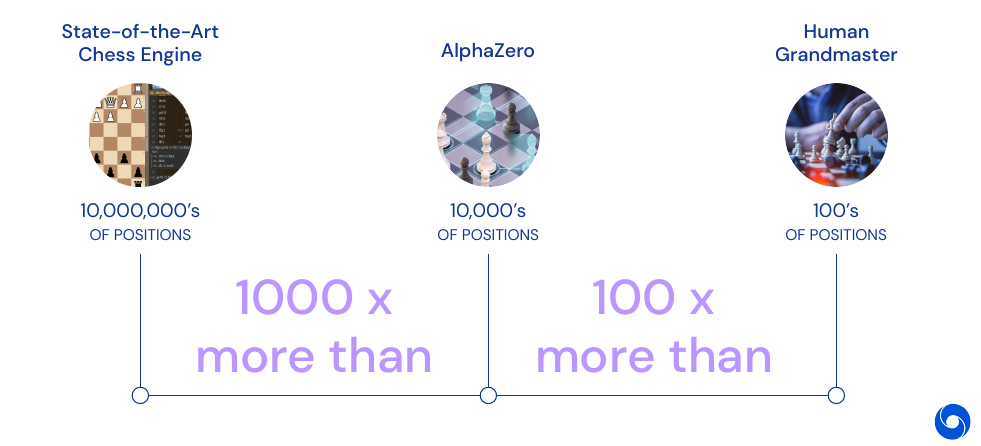 State-of-the-Art
Chess Engine
AlphaZero
Human
Grandmaster
10,000,000's
OF POSITIONS
10,000's
OF POSITIONS
100's
OF POSITIONS
1000 x
more than
100 x
more than